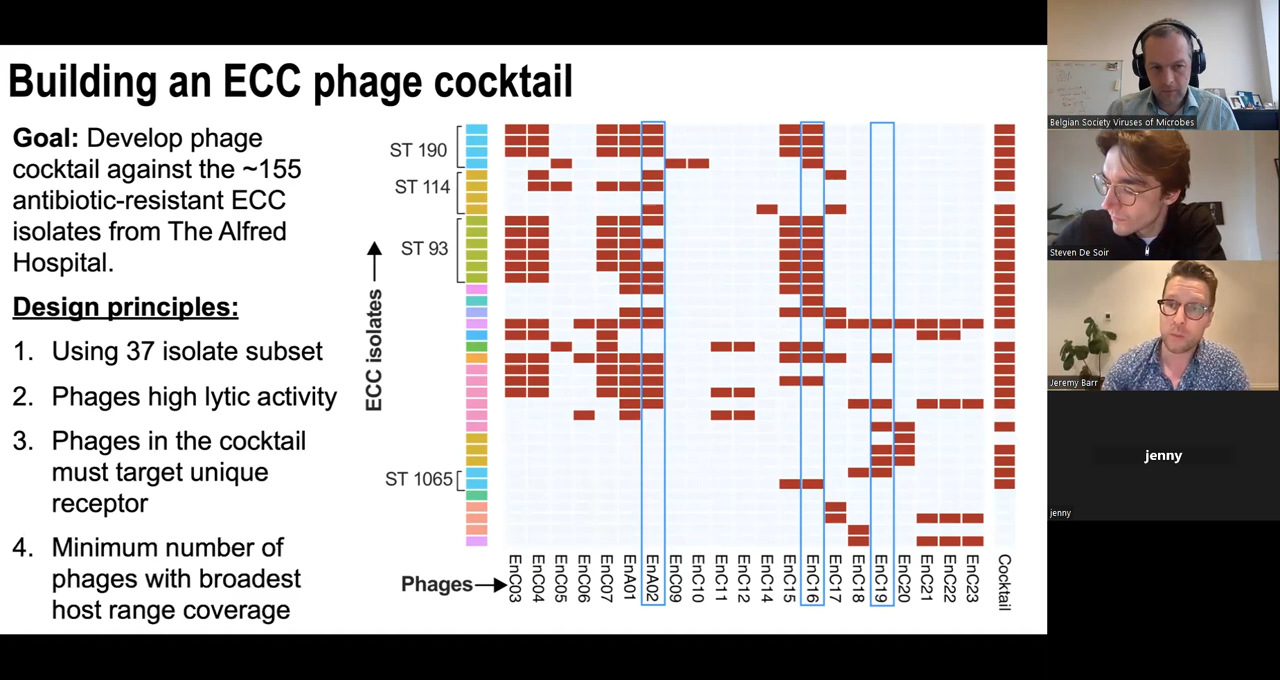 Building an ECC phage cocktail
Goal: Develop phage
cocktail against the ~155
antibiotic-resistant ECC
isolates from The Alfred
Hospital.
Design principles:
1. Using 37 isolate subset
2. Phages high lytic activity
3. Phages in the cocktail
must target unique
receptor
4. Minimum number of
phages with broadest
host range coverage
ECC isolates
ST 190
ST 114
ST 93
ST 1065
Phages
EnC03
EnC04
EnC05
EnC06
EnC07
EnA01
EnA02
EnC09
EnC10
EnC11
EnC12
EnC14
EnC15
EnC16
EnC17
EnC18
EnC19
EnC20
EnC21
EnC22
EnC23
Cocktail
Belgian Society Viruses of Microbes
Steven De Soir
Jeremy Barr
jenny
jenny